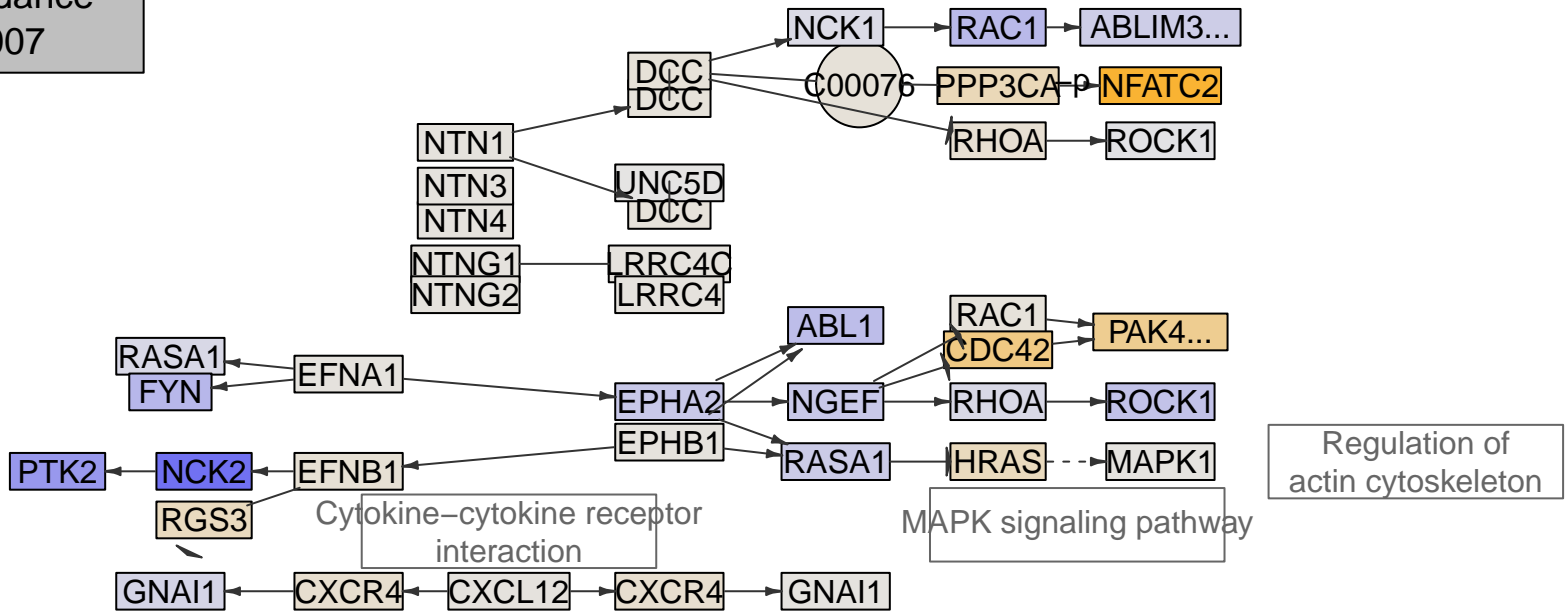 007
NCK1
RAC1
ABLIM3...
DCC
DCC
C00076
PPP3CA
+p
NFATC2
NTN1
RHOA
ROCK1
NTN3
UNC5D
NTN4
DCC
NTNG1
LRRC4C
NTNG2
LRRC4
RAC1
ABL1
PAK4...
RASA1
CDC42
EFNA1
FYN
EPHA2
NGEF
RHOA
ROCK1
EPHB1
RASA1
HRAS
MAPK1
Regulation of
actin cytoskeleton
PTK2
NCK2
EFNB1
RGS3
Cytokine−cytokine receptor
interaction
MAPK signaling pathway
GNAI1
CXCR4
CXCL12
CXCR4
GNAI1